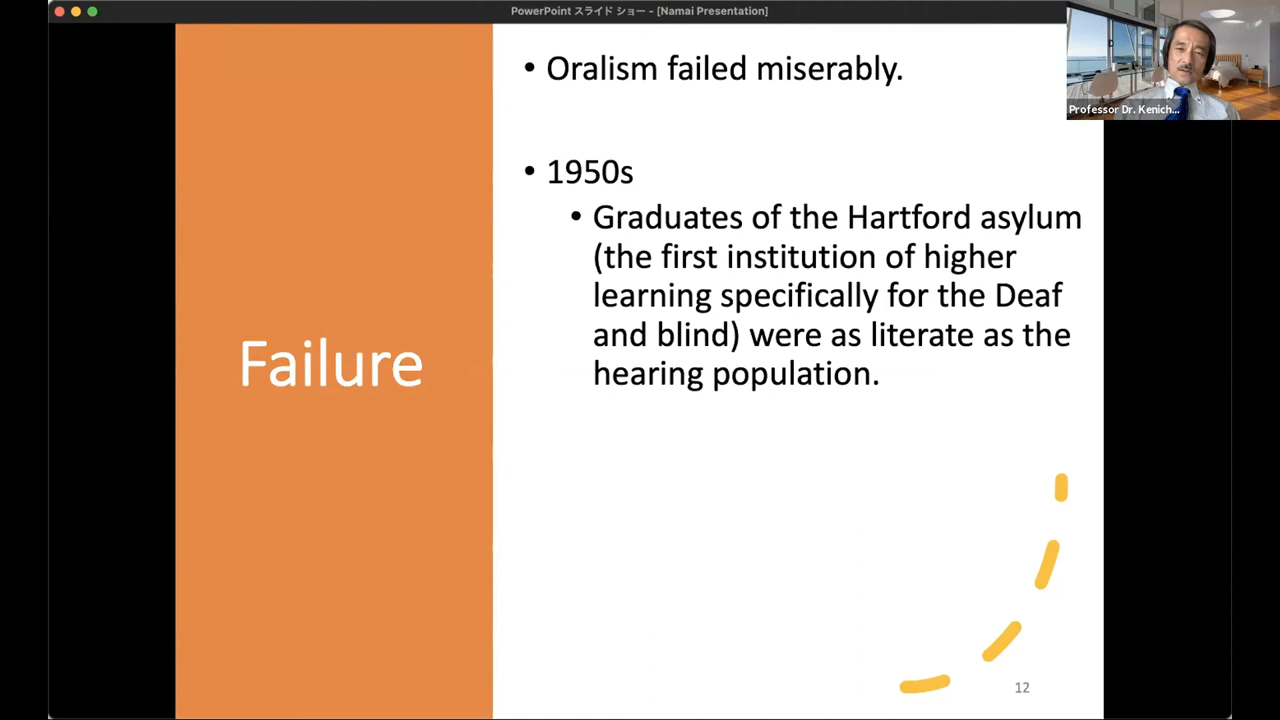 PowerPoint スライド ショー - [Namai Presentation]
Professor Dr. Kenich...
• Oralism failed miserably.
• 1950s
• Graduates of the Hartford asylum
(the first institution of higher
learning specifically for the Deaf
and blind) were as literate as the
hearing population.
Failure
12